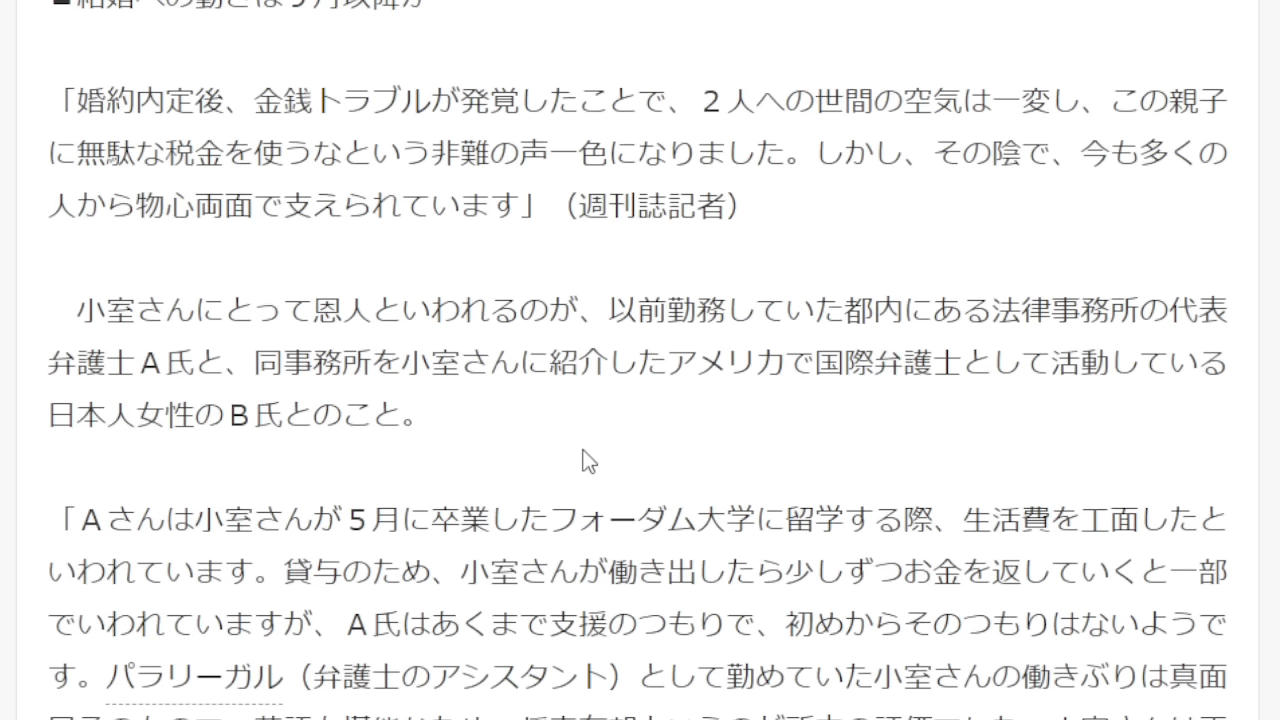 「婚約内定後、金銭トラブルが発覚したことで、２人への世間の空気は一変し、この親子
に無駄な税金を使うなという非難の声一色になりました。しかし、その陰で、今も多くの
人から物心両面で支えられています」（週刊誌記者）
小室さんにとって恩人といわれるのが、以前勤務していた都内にある法律事務所の代表
弁護士Ａ氏と、同事務所を小室さんに紹介したアメリカで国際弁護士として活動している
日本人女性のＢ氏とのこと。
「Ａさんは小室さんが５月に卒業したフォーダム大学に留学する際、生活費を工面したと
いわれています。貸与のため、小室さんが働き出したら少しずつお金を返していくと一部
でいわれていますが、Ａ氏はあくまで支援のつもりで、初めからそのつもりはないようで
す。パラリーガル（弁護士のアシスタント）として勤めていた小室さんの働きぶりは真面